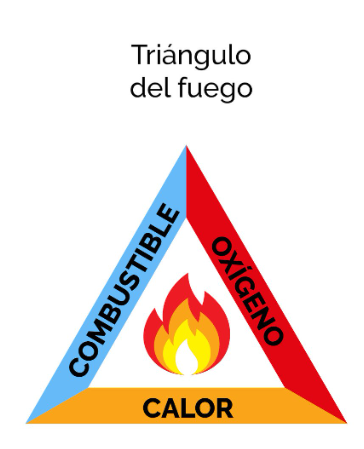 Triángulo
del fuego
COMBUSTIBLE
OXÍGENO
CALOR